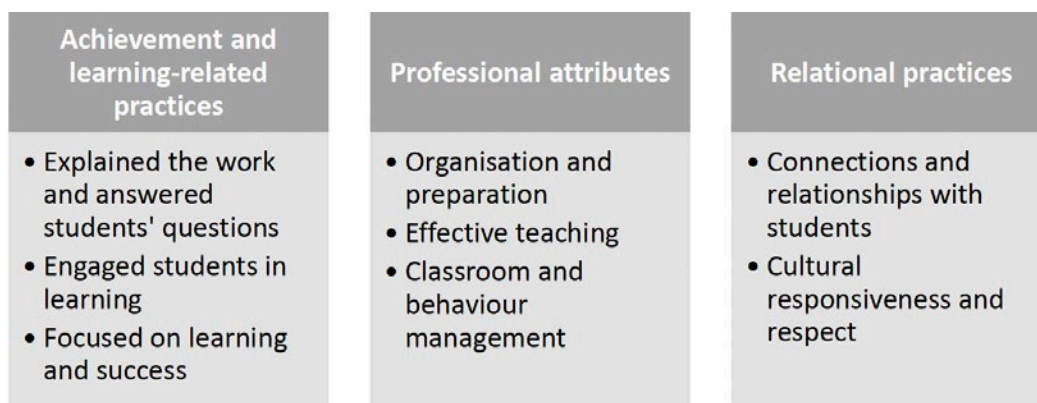 Achievement and
learning-related
practices
• Explained the work
and answered
students' questions
• Engaged students in
learning
• Focused on learning
and success
Professional attributes
• Organisation and
preparation
• Effective teaching
• Classroom and
behaviour
management
Relational practices
• Connections and
relationships with
students
• Cultural
responsiveness and
respect